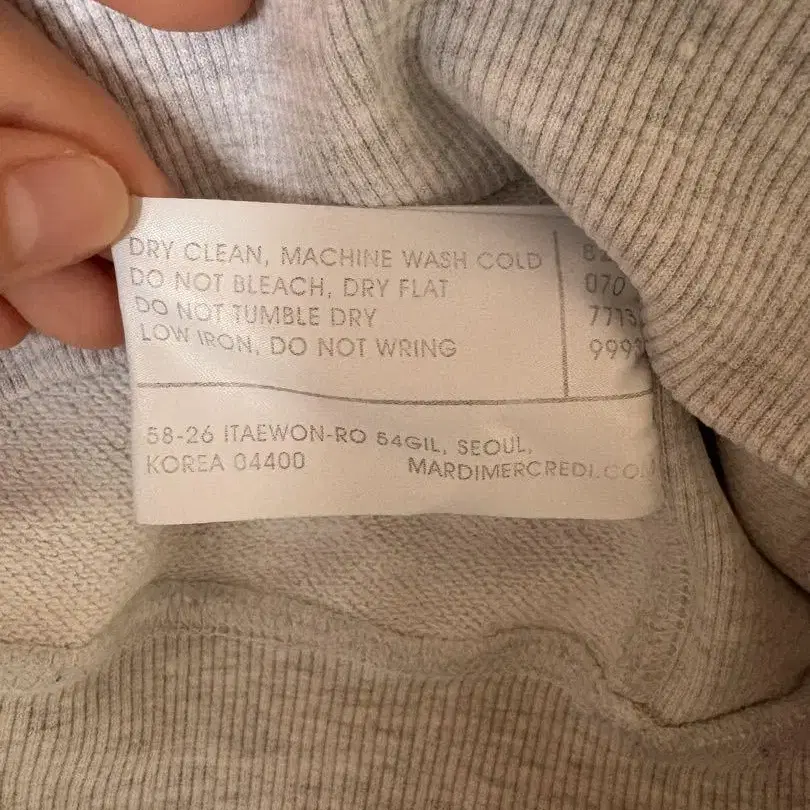 DRY CLEAN, MACHINE WASH COLD
DO NOT BLEACH, DRY FLAT
DO NOT TUMBLE DRY
LOW IRON, DO NOT WRING
070
58-26 ITAEWON-RO 54GIL, SEOUL,
KOREA 04400 MARDIMERCREDI.COM